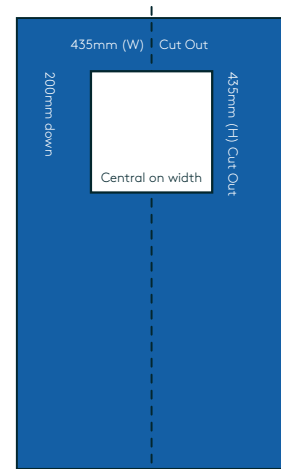 435mm (W) Cut Out
200mm down
435mm (H) Cut Out
Central on width